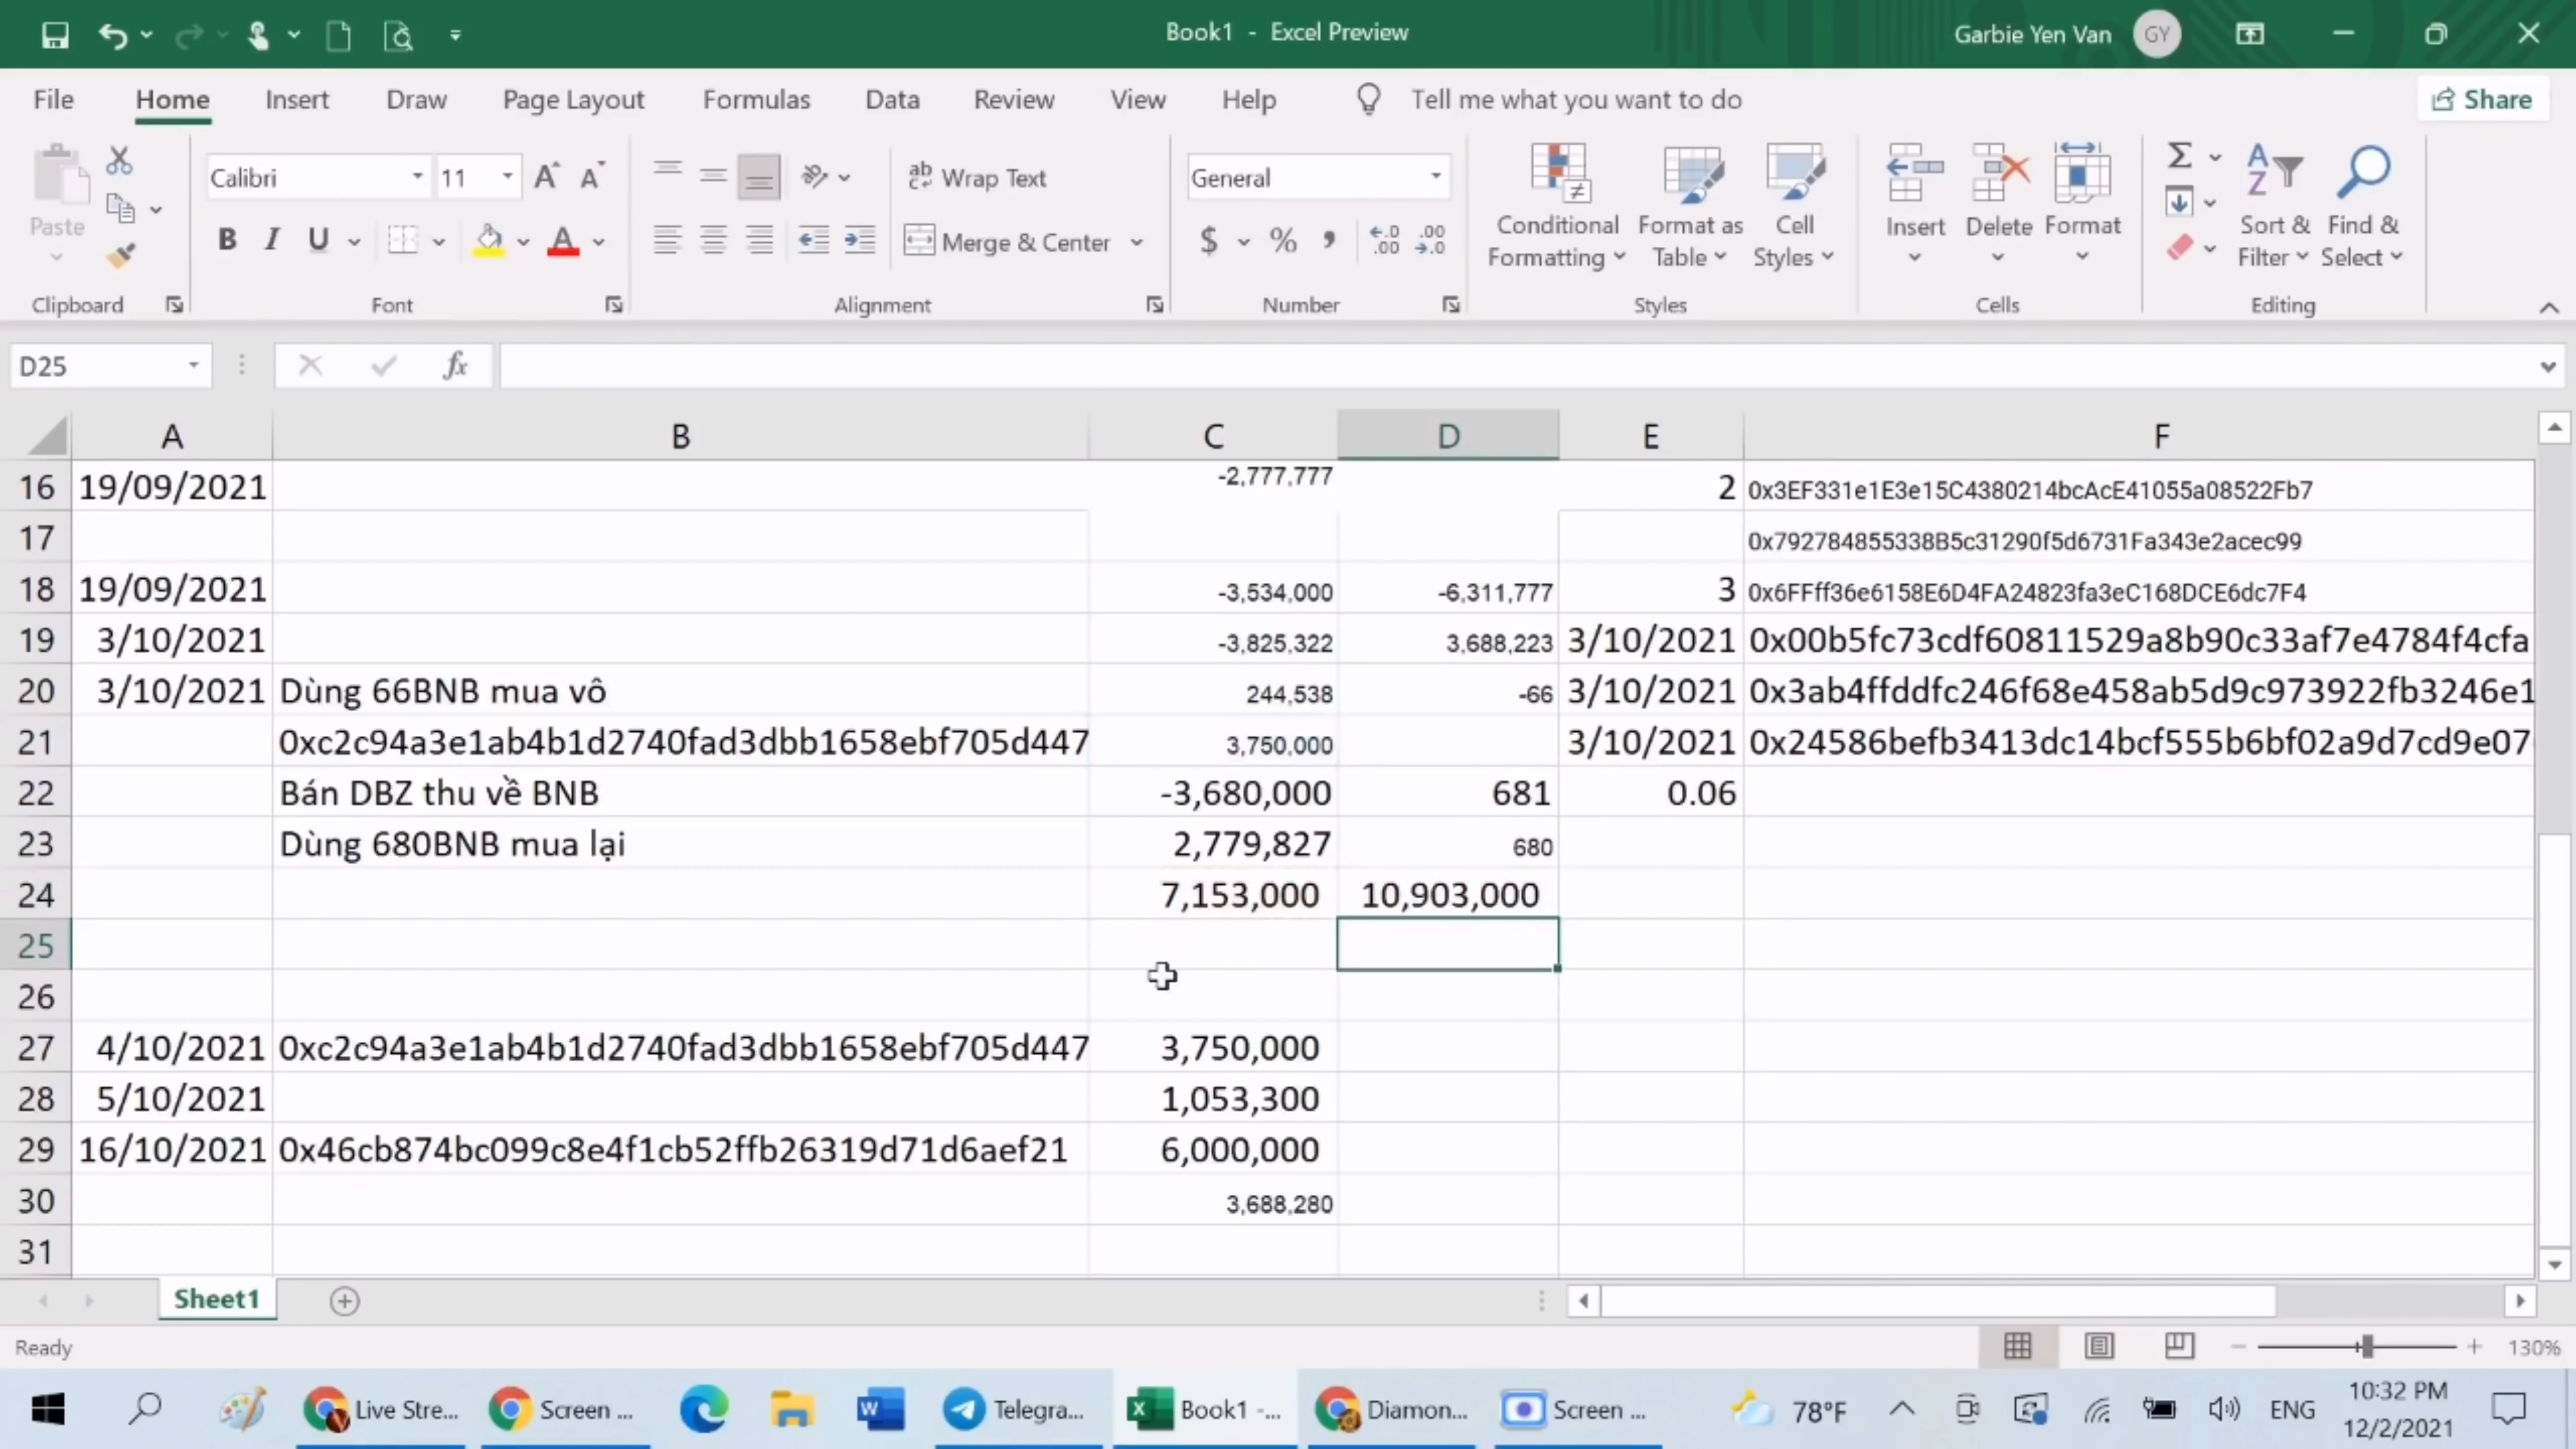 Book1 - Excel Preview
Garbie Yen Van GY
File Home Insert Draw Page Layout Formulas Data Review View Help Tell me what you want to do Share
Paste
Clipboard
Calibri 11
B I U
Font
Wrap Text
Merge & Center
Alignment
General
$ % ,
Number
Conditional Formatting
Format as Table
Cell Styles
Styles
Insert
Delete
Format
Cells
Sort & Filter
Find & Select
Editing
D25 fx
A B C D E F
16 19/09/2021 -2,777,777 2 0x3EF331e1E3e15C4380214bcAcE41055a08522Fb7
17 0x792784855338B5c31290f5d6731Fa343e2acec99
18 19/09/2021 -3,534,000 -6,311,777 3 0x6FFff36e6158E6D4FA24823fa3eC168DCE6dc7F4
19 3/10/2021 -3,825,322 3,688,223 3/10/2021 0x00b5fc73cdf60811529a8b90c33af7e4784f4cfa
20 3/10/2021 Dùng 66BNB mua vô 244,538 -66 3/10/2021 0x3ab4ffddfc246f68e458ab5d9c973922fb3246e1
21 0xc2c94a3e1ab4b1d2740fad3dbb1658ebf705d447 3,750,000 3/10/2021 0x24586befb3413dc14bcf555b6bf02a9d7cd9e07
22 Bán DBZ thu về BNB -3,680,000 681 0.06
23 Dùng 680BNB mua lại 2,779,827 680
24 7,153,000 10,903,000
25
26
27 4/10/2021 0xc2c94a3e1ab4b1d2740fad3dbb1658ebf705d447 3,750,000
28 5/10/2021 1,053,300
29 16/10/2021 0x46cb874bc099c8e4f1cb52ffb26319d71d6aef21 6,000,000
30 3,688,280
31
Sheet1
Ready 130%
Live Stre... Screen ... Telegra... Book1 -... Diamon... Screen ... 78°F ENG 10:32 PM
12/2/2021